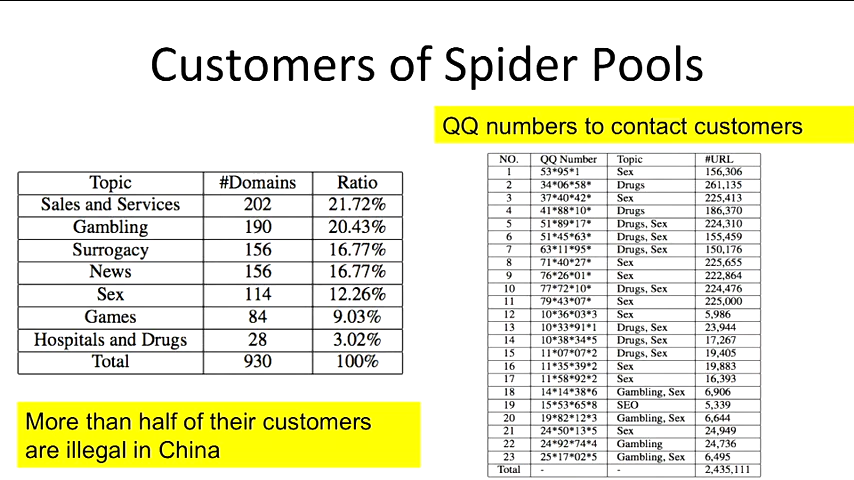 Customers of Spider Pools
QQ numbers to contact customers
Topic #Domains Ratio
Sales and Services 202 21.72%
Gambling 190 20.43%
Surrogacy 156 16.77%
News 156 16.77%
Sex 114 12.26%
Games 84 9.03%
Hospitals and Drugs 28 3.02%
Total 930 100%
More than half of their customers
are illegal in China
NO. QQ Number Topic #URL
1 53*95*1 Sex 156,306
2 34*06*58* Drugs 261,135
3 37*40*42* Sex 225,413
4 41*88*10* Drugs 186,370
5 51*89*17* Drugs, Sex 224,310
6 51*45*63* Drugs, Sex 155,459
7 63*11*95* Drugs, Sex 150,176
8 71*40*27* Sex 225,655
9 76*26*01* Sex 222,864
10 77*72*10* Drugs, Sex 224,476
11 79*43*07* Sex 225,000
12 10*36*03*3 Sex 5,986
13 10*33*91*1 Drugs, Sex 23,944
14 10*38*34*5 Drugs, Sex 17,267
15 11*07*07*2 Drugs, Sex 19,405
16 11*35*39*2 Sex 19,883
17 11*58*92*2 Sex 16,393
18 14*14*38*6 Gambling, Sex 6,906
19 15*53*65*8 SEO 5,339
20 19*82*12*3 Gambling, Sex 6,644
21 24*50*13*5 Sex 24,949
22 24*92*74*4 Gambling 24,736
23 25*17*02*5 Gambling, Sex 6,495
Total - - 2,435,111